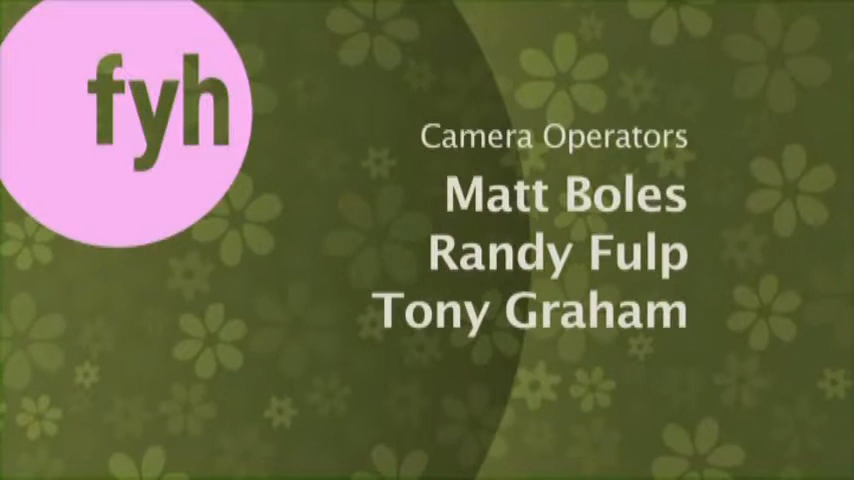 fyh
Camera Operators
Matt Boles
Randy Fulp
Tony Graham